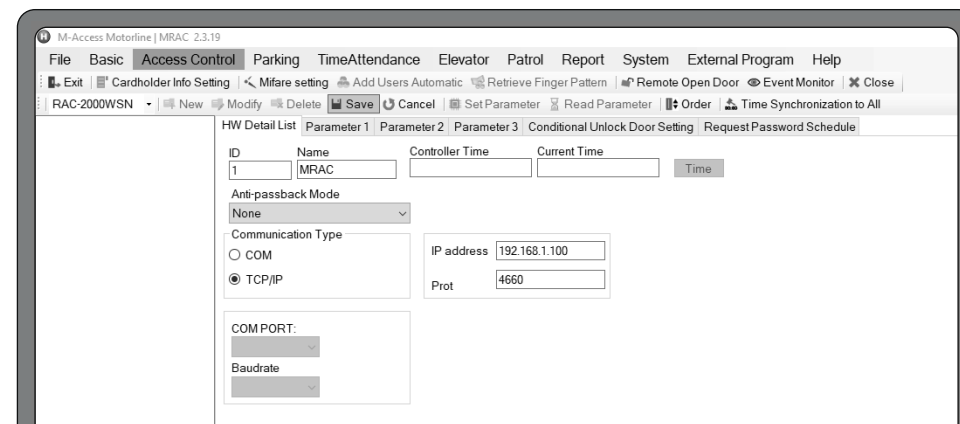 M-Access Motorline | MRAC 2.3.19
File Basic Access Control Parking TimeAttendance Elevator Patrol Report System External Program Help
Exit Cardholder Info Setting Mifare setting Add Users Automatic Retrieve Finger Pattern Remote Open Door Event Monitor Close
RAC-2000WSN New Modify Delete Save Cancel Set Parameter Read Parameter Order Time Synchronization to All
HW Detail List Parameter 1 Parameter 2 Parameter 3 Conditional Unlock Door Setting Request Password Schedule
ID Name Controller Time Current Time
1 MRAC Time
Anti-passback Mode
None
Communication Type
COM IP address 192.168.1.100
TCP/IP Prot 4660
COM PORT:
Baudrate